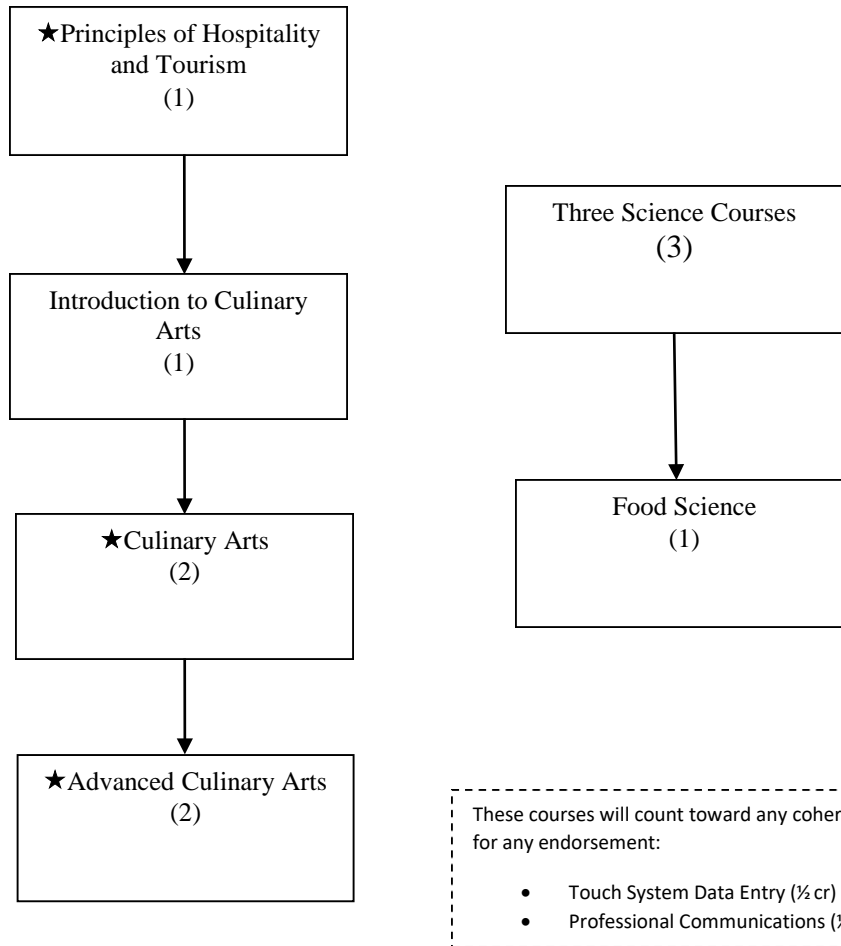 ★Principles of Hospitality
and Tourism
(1)
Introduction to Culinary
Arts
(1)
★Culinary Arts
(2)
★Advanced Culinary Arts
(2)
Three Science Courses
(3)
Food Science
(1)
These courses will count toward any
for any endorsement:
• Touch System Data Entry (½ cr)
• Professional Communications